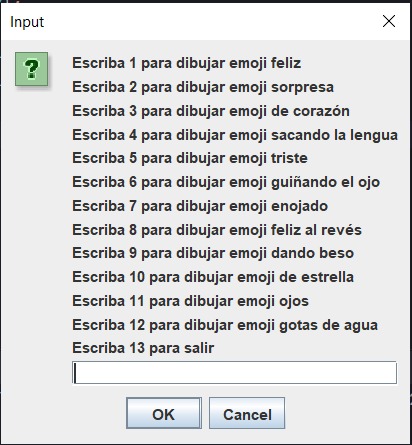 Input
Escriba 1 para dibujar emoji feliz
Escriba 2 para dibujar emoji sorpresa
Escriba 3 para dibujar emoji de corazón
Escriba 4 para dibujar emoji sacando la lengua
Escriba 5 para dibujar emoji triste
Escriba 6 para dibujar emoji guiñando el ojo
Escriba 7 para dibujar emoji enojado
Escriba 8 para dibujar emoji feliz al revés
Escriba 9 para dibujar emoji dando beso
Escriba 10 para dibujar emoji de estrella
Escriba 11 para dibujar emoji ojos
Escriba 12 para dibujar emoji gotas de agua
Escriba 13 para salir
OK Cancel